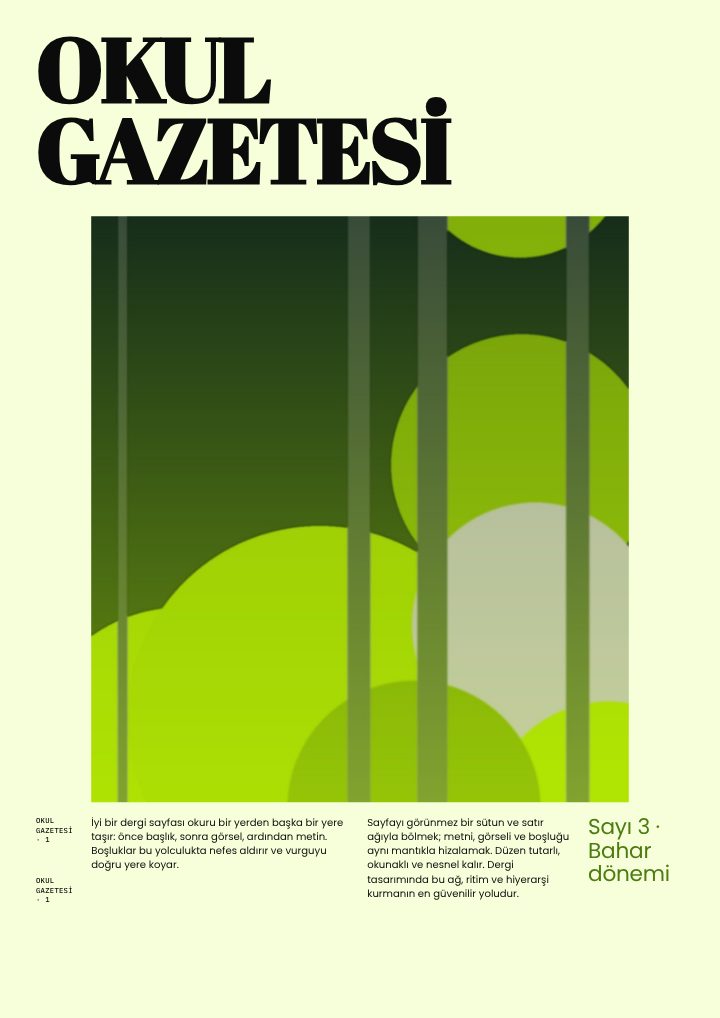 OKUL
GAZETESİ
OKUL
GAZETESİ
· 1
OKUL
GAZETESİ
· 1
İyi bir dergi sayfası okuru bir yerden başka bir yere
taşır: önce başlık, sonra görsel, ardından metin.
Boşluklar bu yolculukta nefes aldırır ve vurguyu
doğru yere koyar.
Sayfayı görünmez bir sütun ve satır
ağıyla bölmek; metni, görseli ve boşluğu
aynı mantıkla hizalamak. Düzen tutarlı,
okunaklı ve nesnel kalır. Dergi
tasarımında bu ağ, ritim ve hiyerarşi
kurmanın en güvenilir yoludur.
Sayı 3 ·
Bahar
dönemi